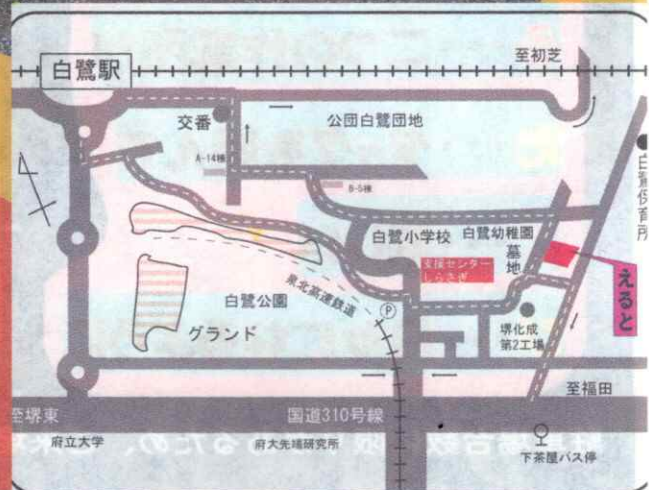 至初芝
白鷺駅
交番
公団白鷺団地
A-14棟
B-5棟
白鷺保育所
白鷺小学校
白鷺幼稚園
墓地
支援センター
しらさぎ
えると
泉北高速鉄道
白鷺公園
P
グランド
堺化成
第2工場
至福田
至堺東
国道310号線
府立大学
府大先端研究所
下茶屋バス停